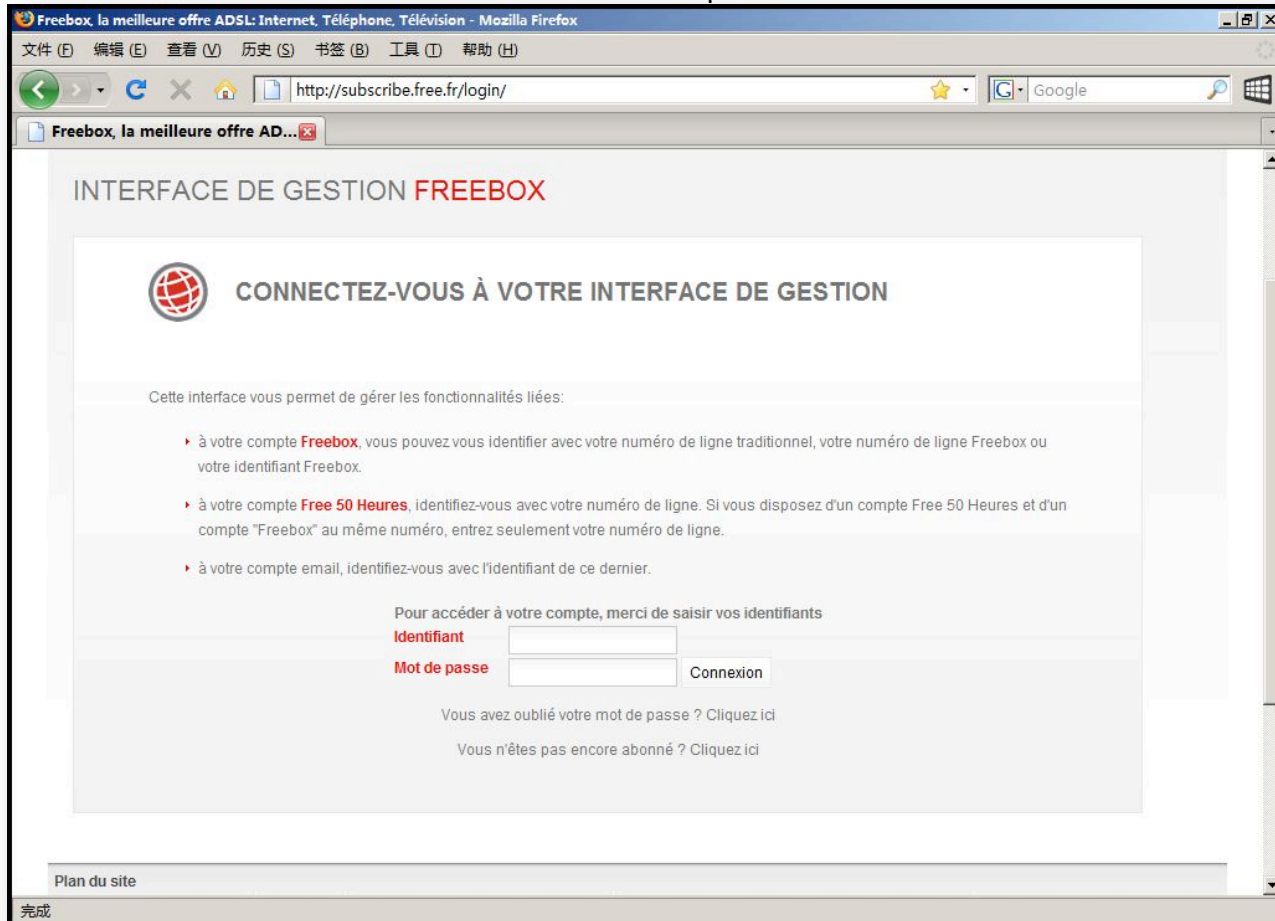 Freebox, la meilleure offre ADSL: Internet, Téléphone, Télévision - Mozilla Firefox
文件(F) 编辑(E) 查看(V) 历史(S) 书签(B) 工具(T) 帮助(H)
http://subscribe.free.fr/login/ G Google
Freebox, la meilleure offre AD...
INTERFACE DE GESTION FREEBOX
CONNECTEZ-VOUS À VOTRE INTERFACE DE GESTION
Cette interface vous permet de gérer les fonctionnalités liées:
à votre compte Freebox, vous pouvez vous identifier avec votre numéro de ligne traditionnel, votre numéro de ligne Freebox ou
votre identifiant Freebox.
à votre compte Free 50 Heures, identifiez-vous avec votre numéro de ligne. Si vous disposez d'un compte Free 50 Heures et d'un
compte "Freebox" au même numéro, entrez seulement votre numéro de ligne.
à votre compte email, identifiez-vous avec l'identifiant de ce dernier.
Pour accéder à votre compte, merci de saisir vos identifiants
Identifiant
Mot de passe Connexion
Vous avez oublié votre mot de passe ? Cliquez ici
Vous n'êtes pas encore abonné ? Cliquez ici
Plan du site
完成